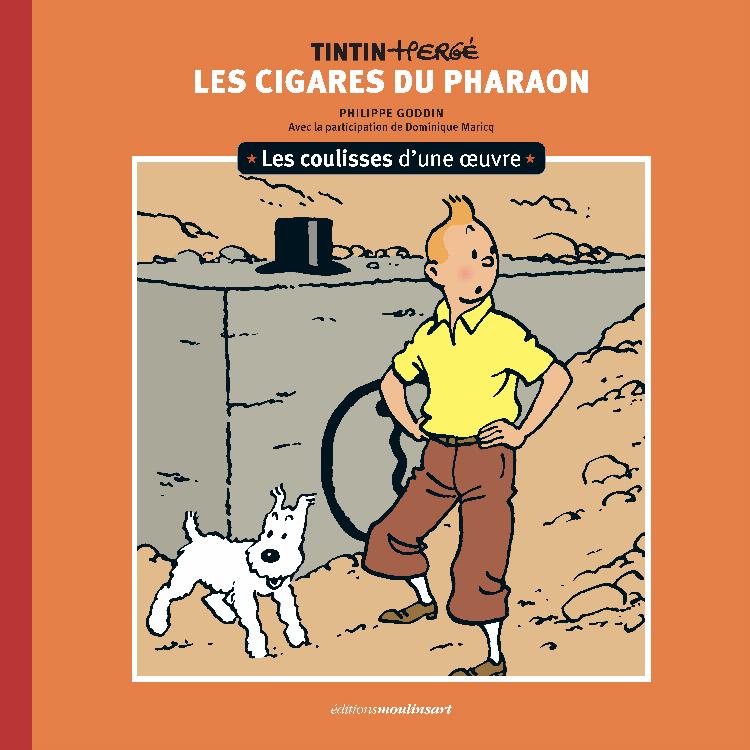 TINTIN HERGÉ
LES CIGARES DU PHARAON
PHILIPPE GODDIN
Avec la participation de Dominique Maricq
★ Les coulisses d'une œuvre ★
éditionsmoulinsart